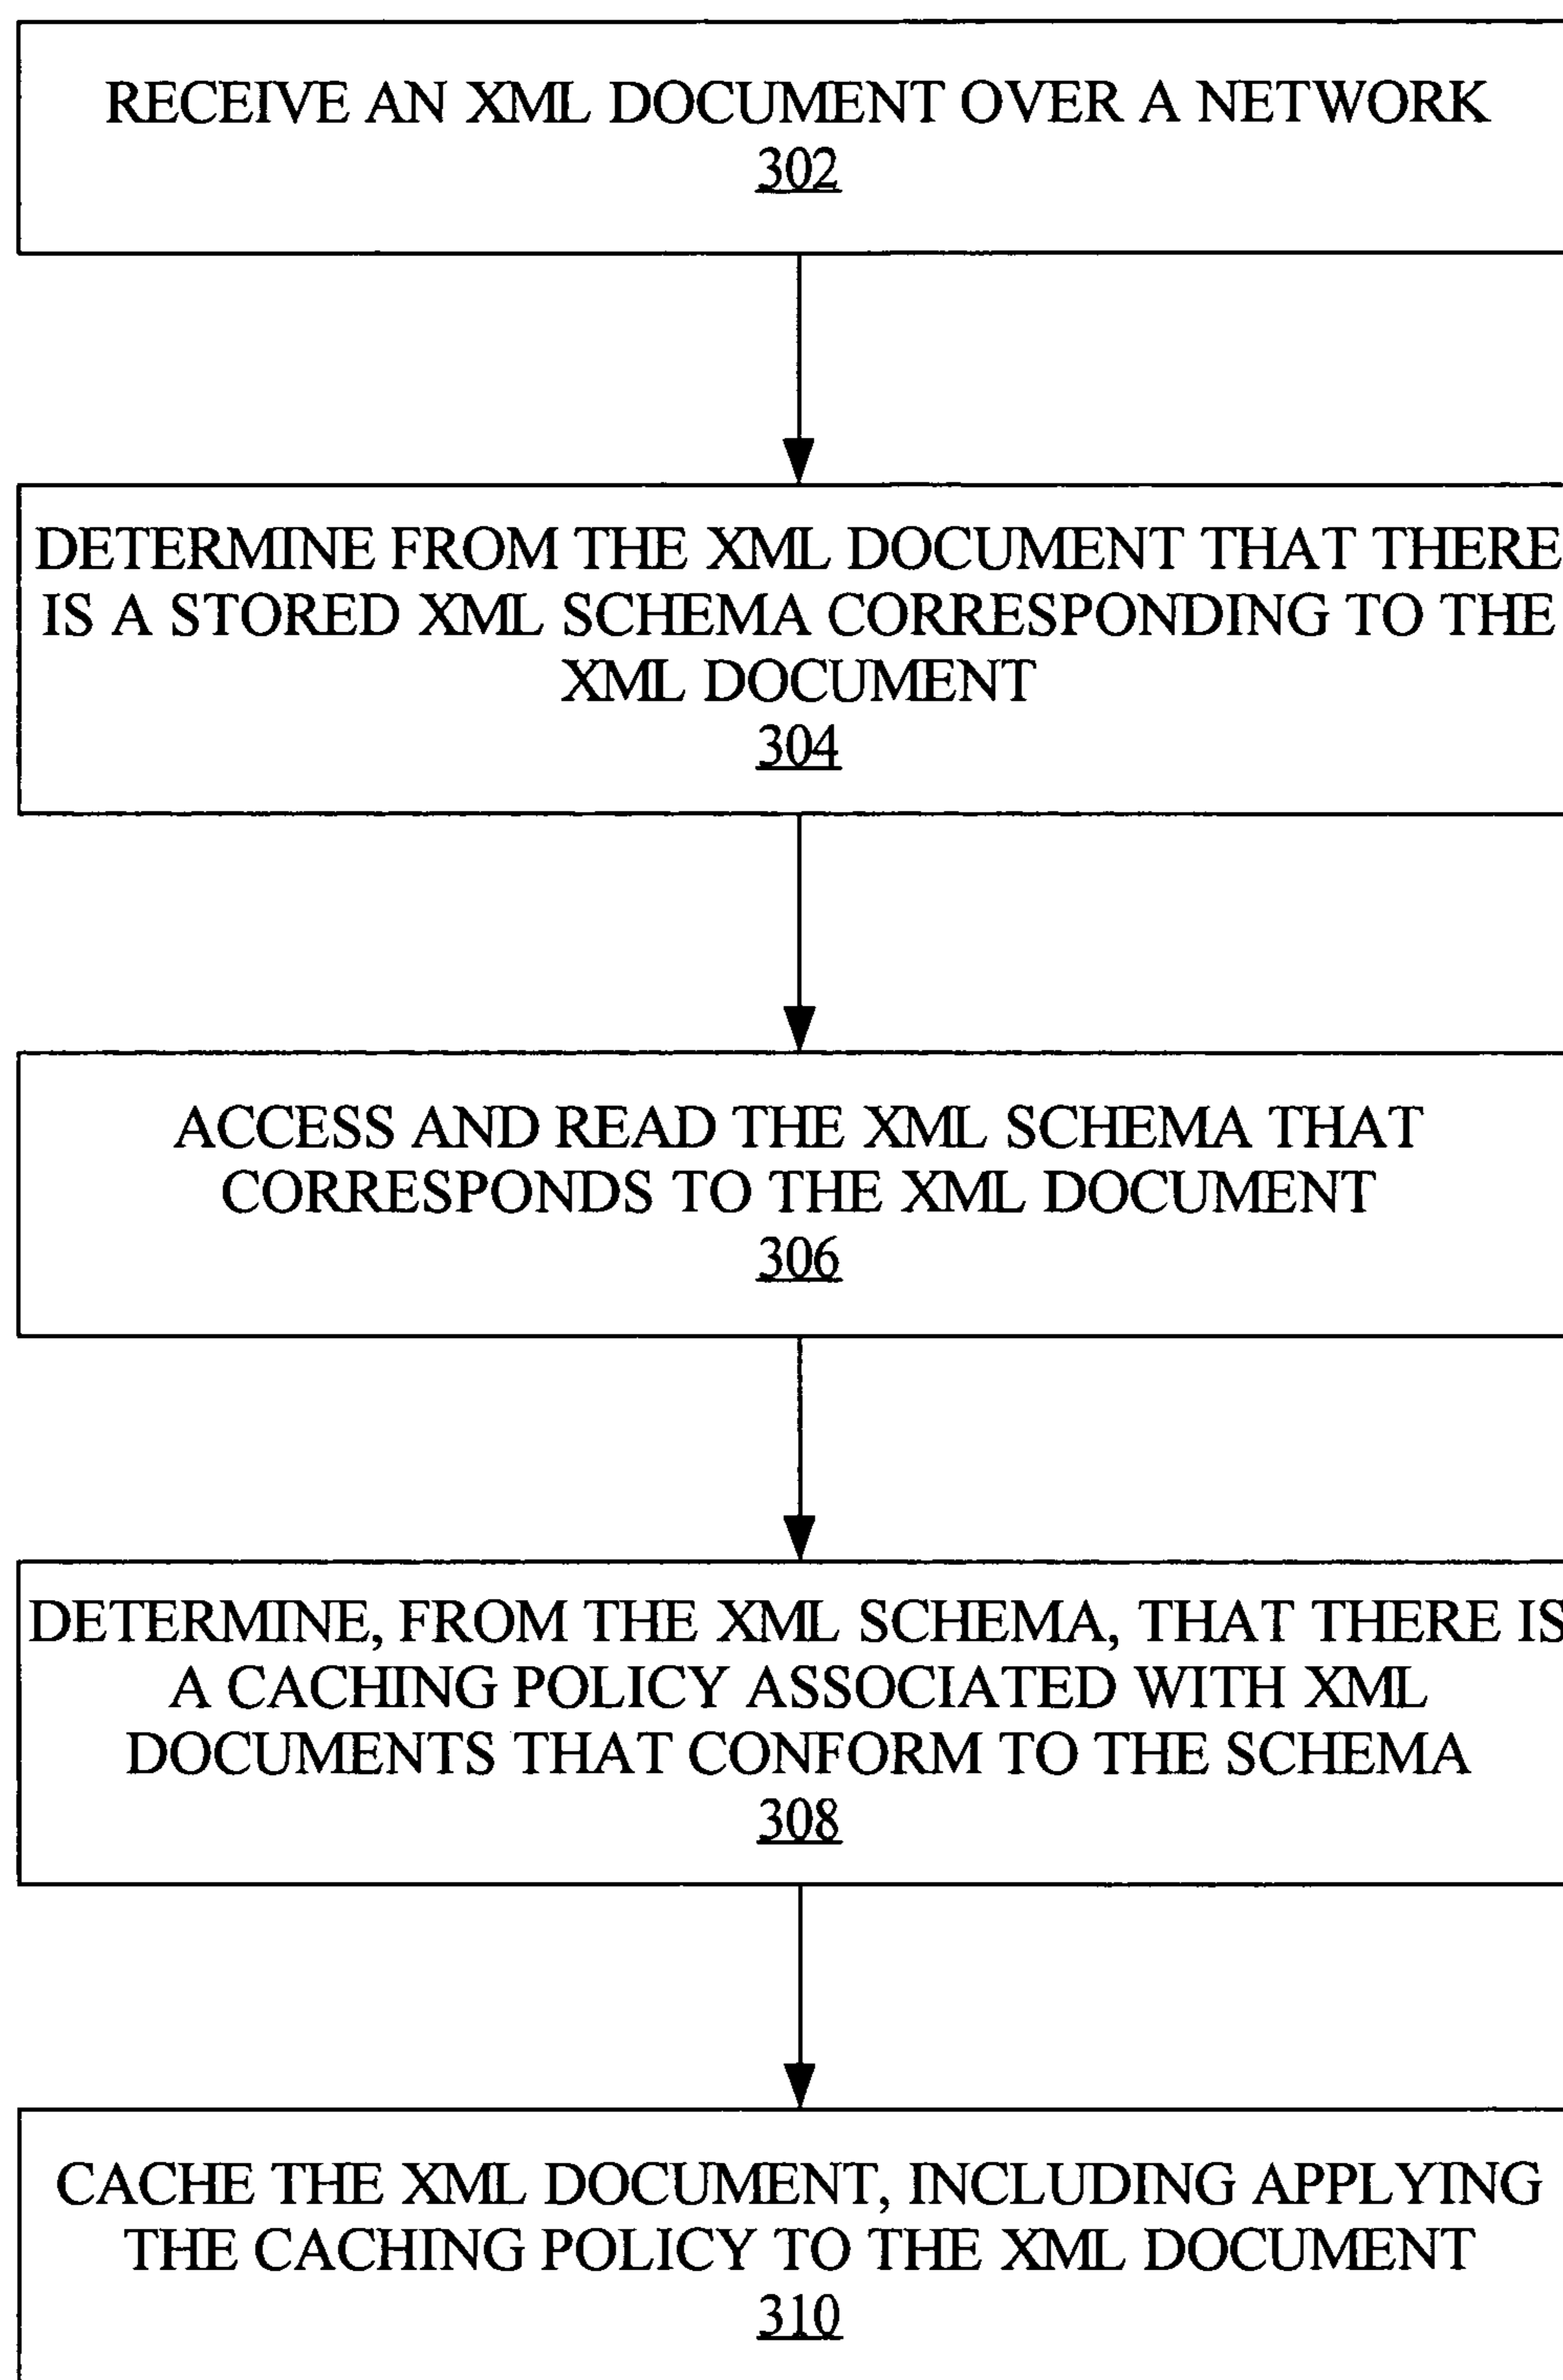 RECEIVE AN XML DOCUMENT OVER A NETWORK
302
DETERMINE FROM THE XML DOCUMENT THAT THERE
IS A STORED XML SCHEMA CORRESPONDING TO THE
XML DOCUMENT
304
ACCESS AND READ THE XML SCHEMA THAT
CORRESPONDS TO THE XML DOCUMENT
306
DETERMINE, FROM THE XML SCHEMA, THAT THERE IS
A CACHING POLICY ASSOCIATED WITH XML
DOCUMENTS THAT CONFORM TO THE SCHEMA
308
CACHE THE XML DOCUMENT, INCLUDING APPLYING
THE CACHING POLICY TO THE XML DOCUMENT
310